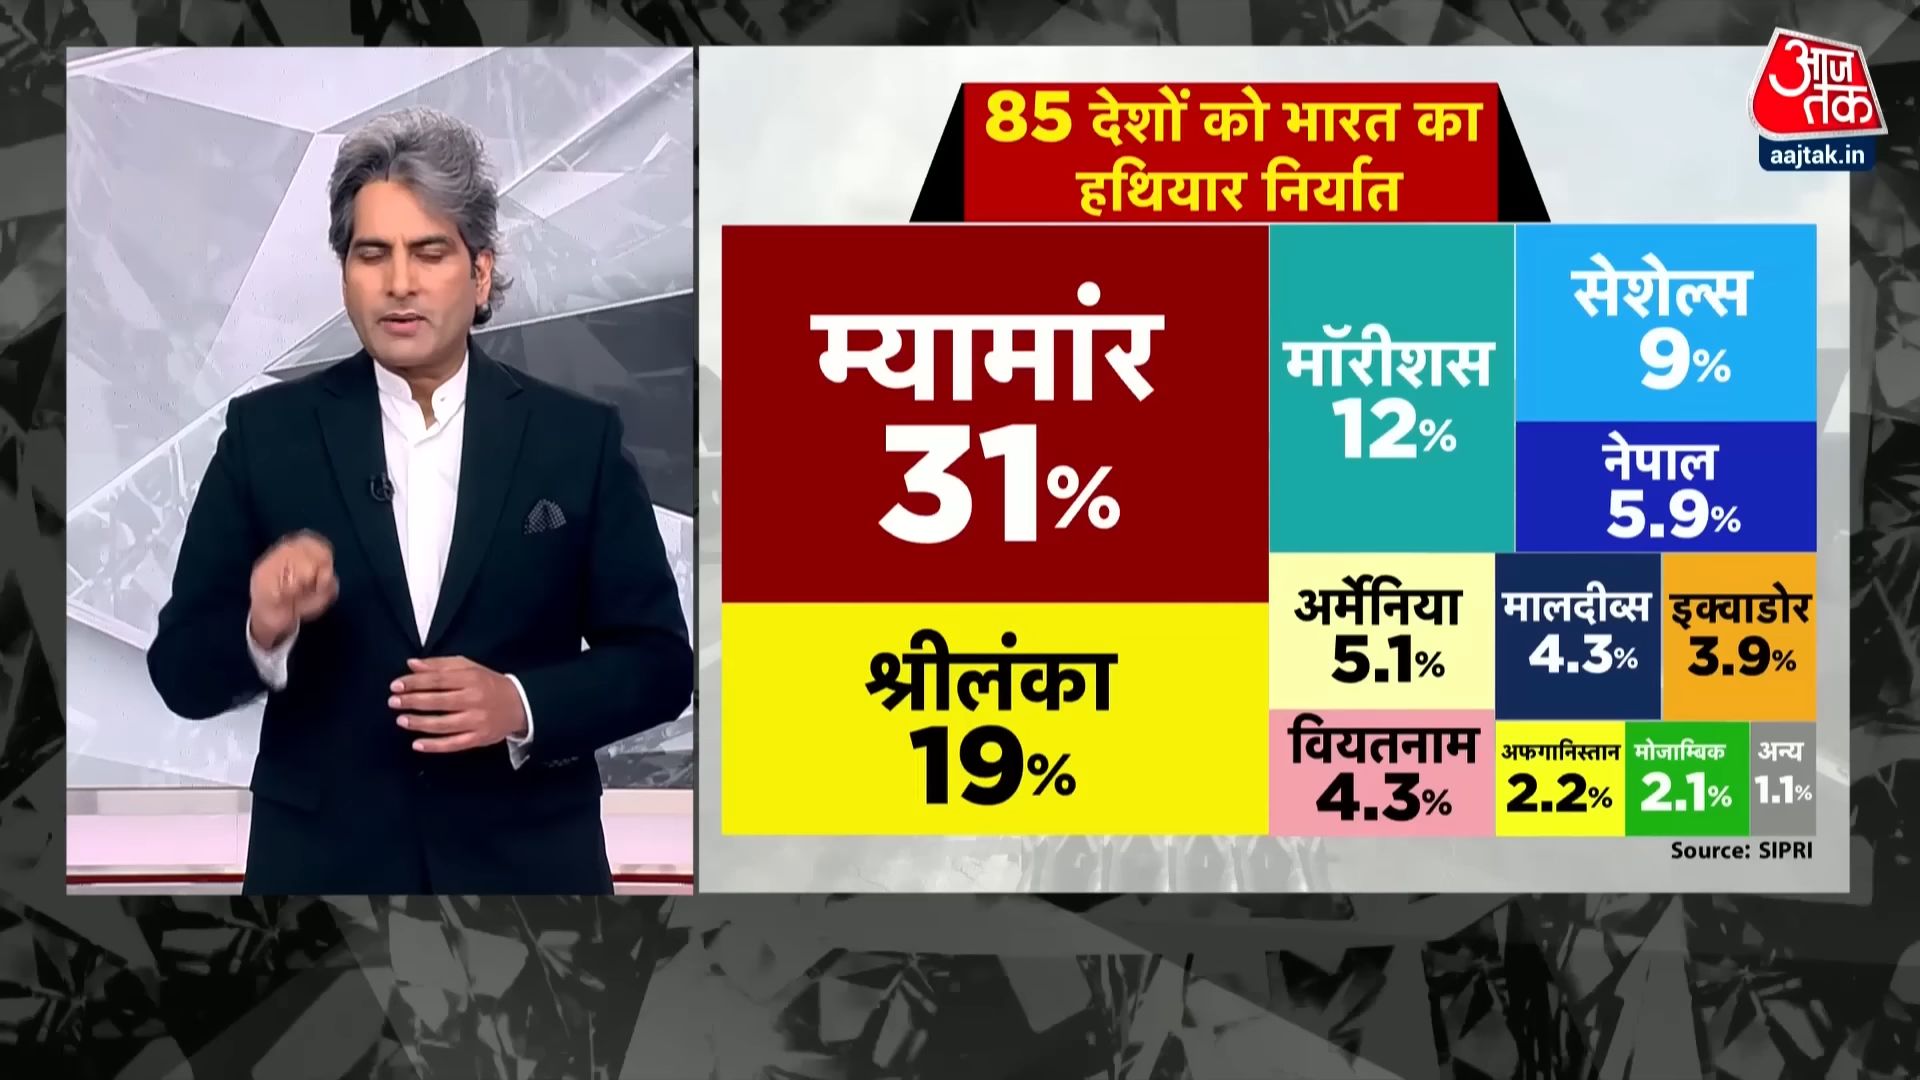 आज
तक
aajtak.in
85 देशों को भारत का
हथियार निर्यात
म्यामांर
31%
श्रीलंका
19%
मॉरीशस
12%
सेशेल्स
9%
नेपाल
5.9%
अर्मेनिया
5.1%
मालदीव्स
4.3%
इक्वाडोर
3.9%
वियतनाम
4.3%
अफगानिस्तान
2.2%
मोजाम्बिक
2.1%
अन्य
1.1%
Source: SIPRI